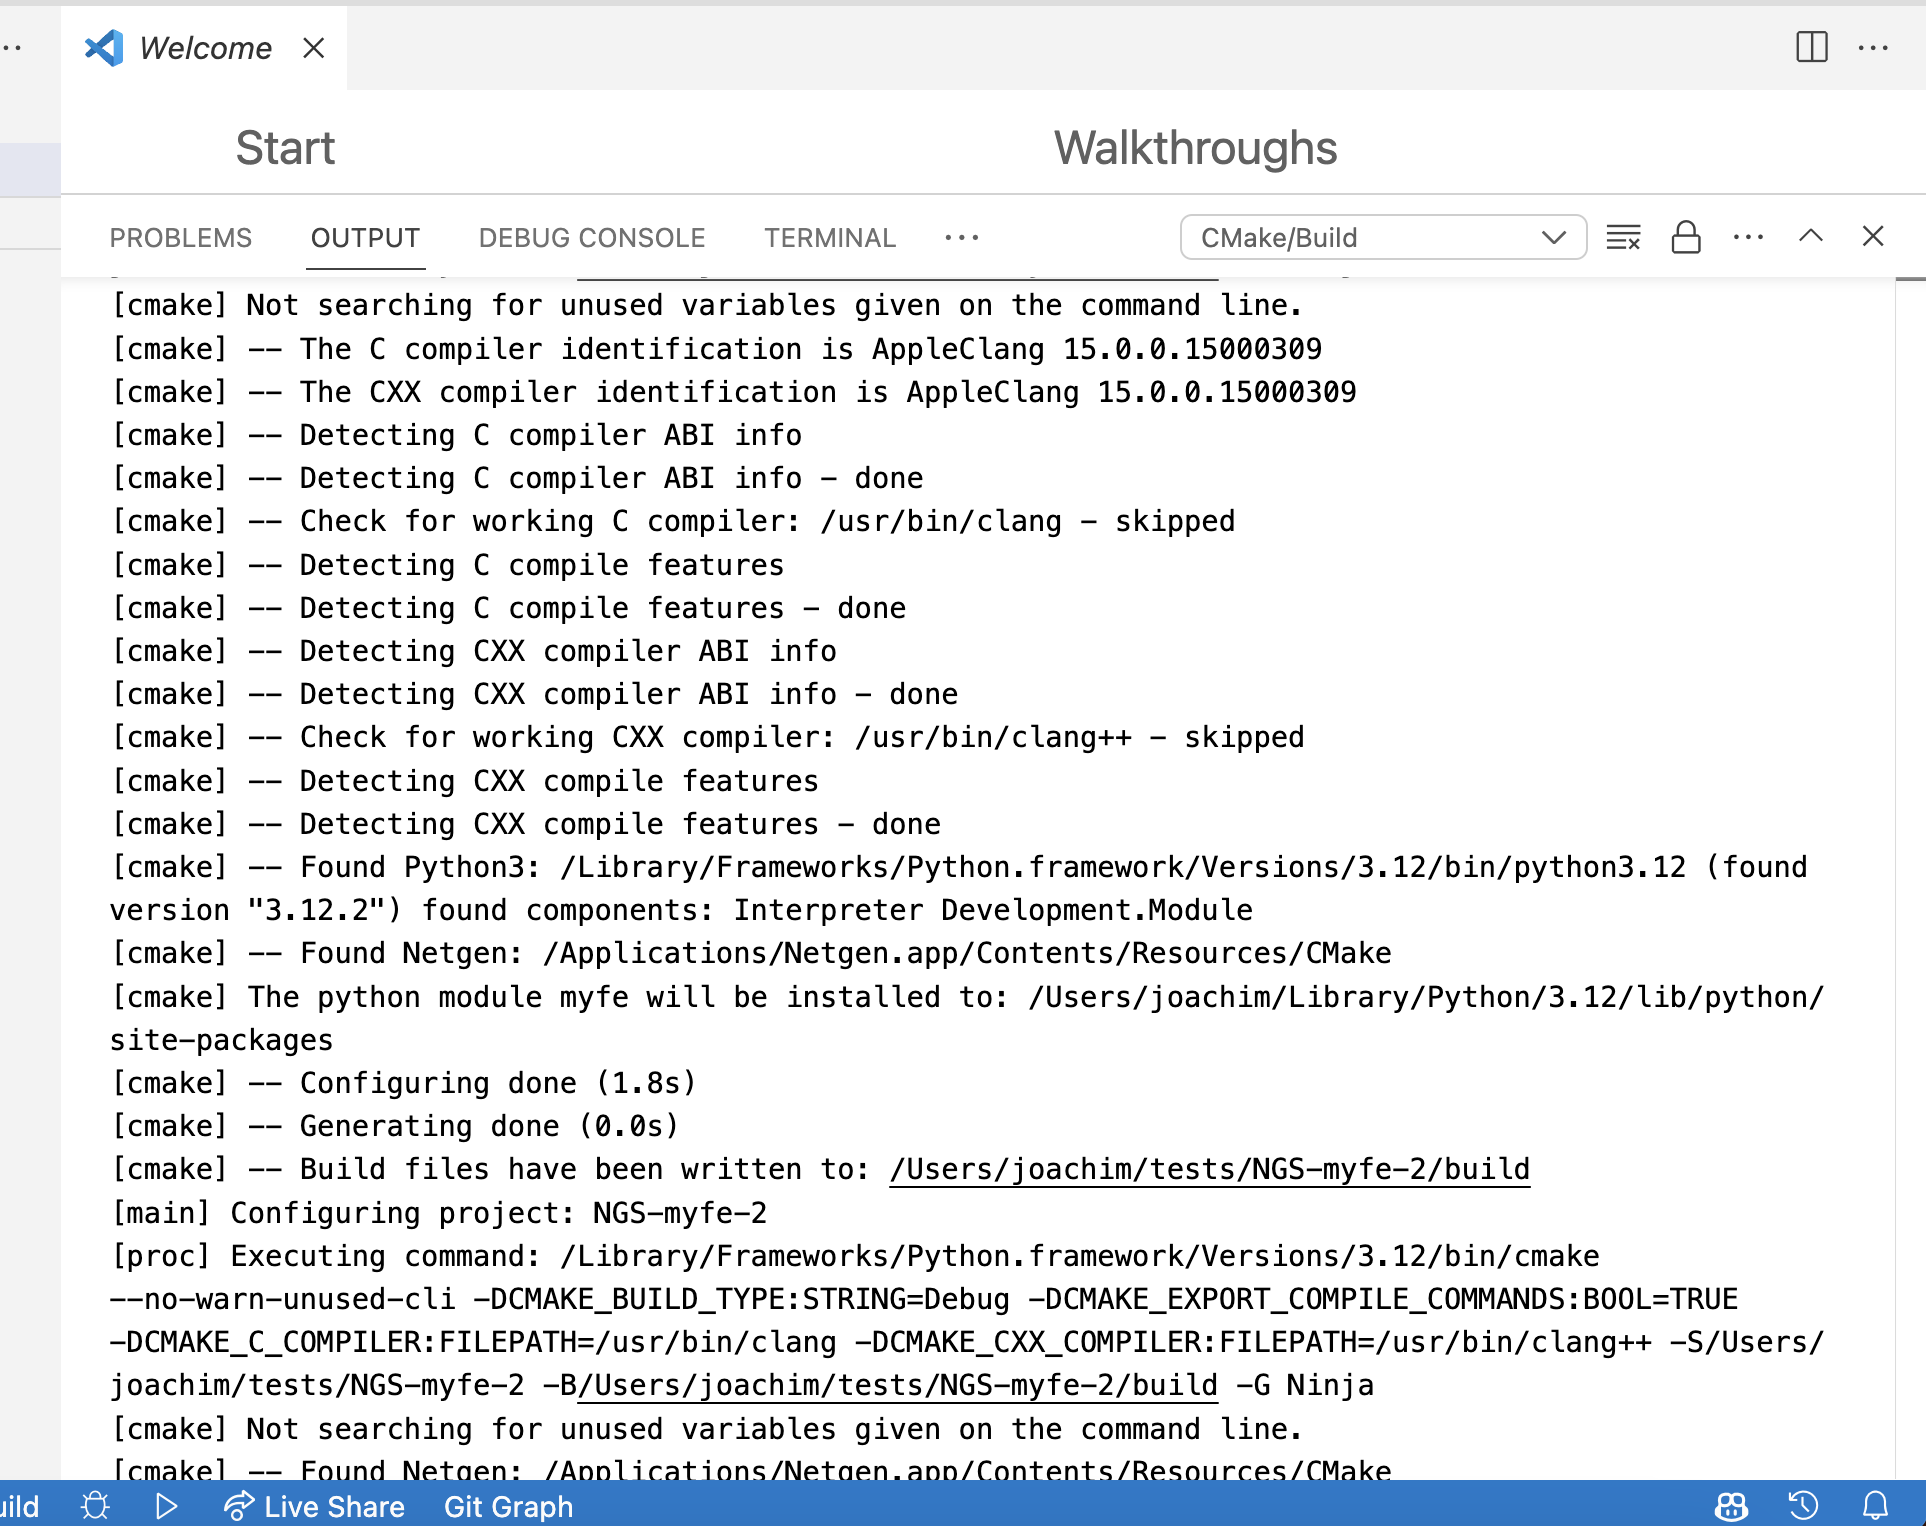 Welcome
Start
Walkthroughs
PROBLEMS OUTPUT DEBUG CONSOLE TERMINAL CMake/Build
[cmake] Not searching for unused variables given on the command line.
[cmake] -- The C compiler identification is AppleClang 15.0.0.15000309
[cmake] -- The CXX compiler identification is AppleClang 15.0.0.15000309
[cmake] -- Detecting C compiler ABI info
[cmake] -- Detecting C compiler ABI info - done
[cmake] -- Check for working C compiler: /usr/bin/clang - skipped
[cmake] -- Detecting C compile features
[cmake] -- Detecting C compile features - done
[cmake] -- Detecting CXX compiler ABI info
[cmake] -- Detecting CXX compiler ABI info - done
[cmake] -- Check for working CXX compiler: /usr/bin/clang++ - skipped
[cmake] -- Detecting CXX compile features
[cmake] -- Detecting CXX compile features - done
[cmake] -- Found Python3: /Library/Frameworks/Python.framework/Versions/3.12/bin/python3.12 (found
version "3.12.2") found components: Interpreter Development.Module
[cmake] -- Found Netgen: /Applications/Netgen.app/Contents/Resources/CMake
[cmake] The python module myfe will be installed to: /Users/joachim/Library/Python/3.12/lib/python/
site-packages
[cmake] -- Configuring done (1.8s)
[cmake] -- Generating done (0.0s)
[cmake] -- Build files have been written to: /Users/joachim/tests/NGS-myfe-2/build
[main] Configuring project: NGS-myfe-2
[proc] Executing command: /Library/Frameworks/Python.framework/Versions/3.12/bin/cmake
--no-warn-unused-cli -DCMAKE_BUILD_TYPE:STRING=Debug -DCMAKE_EXPORT_COMPILE_COMMANDS:BOOL=TRUE
-DCMAKE_C_COMPILER:FILEPATH=/usr/bin/clang -DCMAKE_CXX_COMPILER:FILEPATH=/usr/bin/clang++ -S/Users/
joachim/tests/NGS-myfe-2 -B/Users/joachim/tests/NGS-myfe-2/build -G Ninja
[cmake] Not searching for unused variables given on the command line.
[cmake] -- Found Netgen: /Applications/Netgen.app/Contents/Resources/CMake
uild Live Share Git Graph